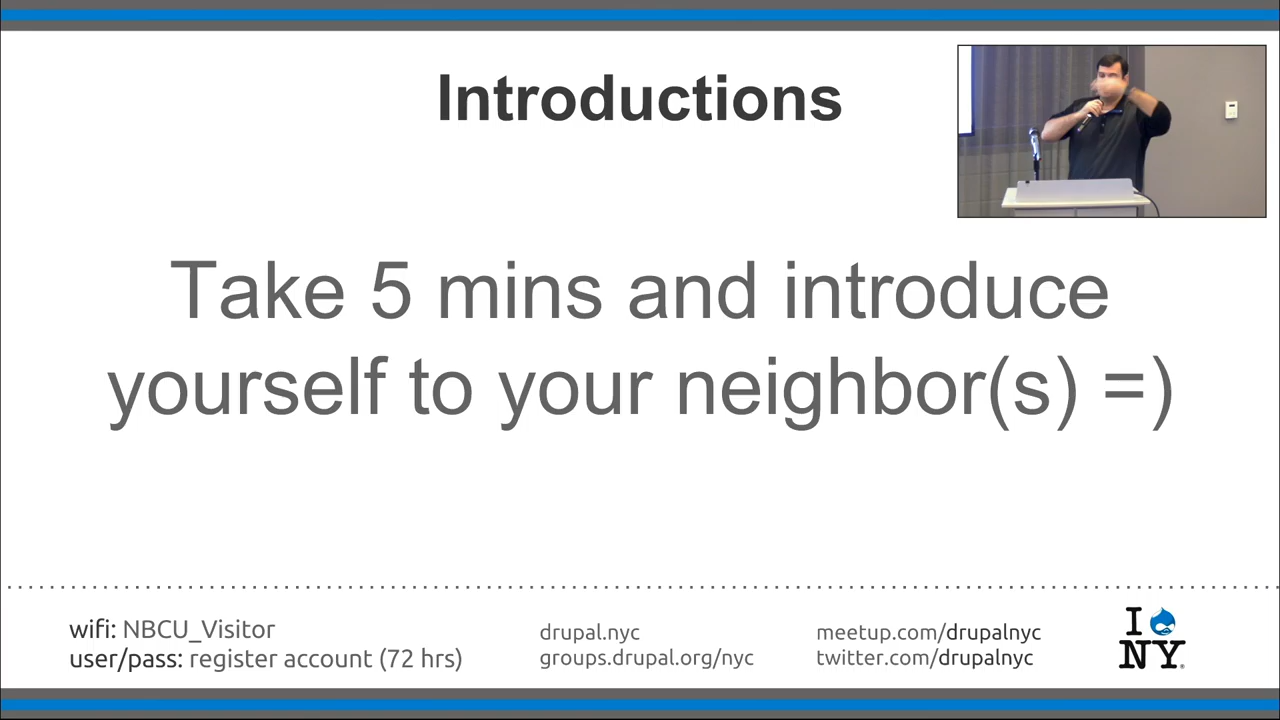 Introductions
Take 5 mins and introduce
yourself to your neighbor(s) =)
wifi: NBCU_Visitor
user/pass: register account (72 hrs)
drupal.nyc
groups.drupal.org/nyc
meetup.com/drupalnyc
twitter.com/drupalnyc
I
NY®